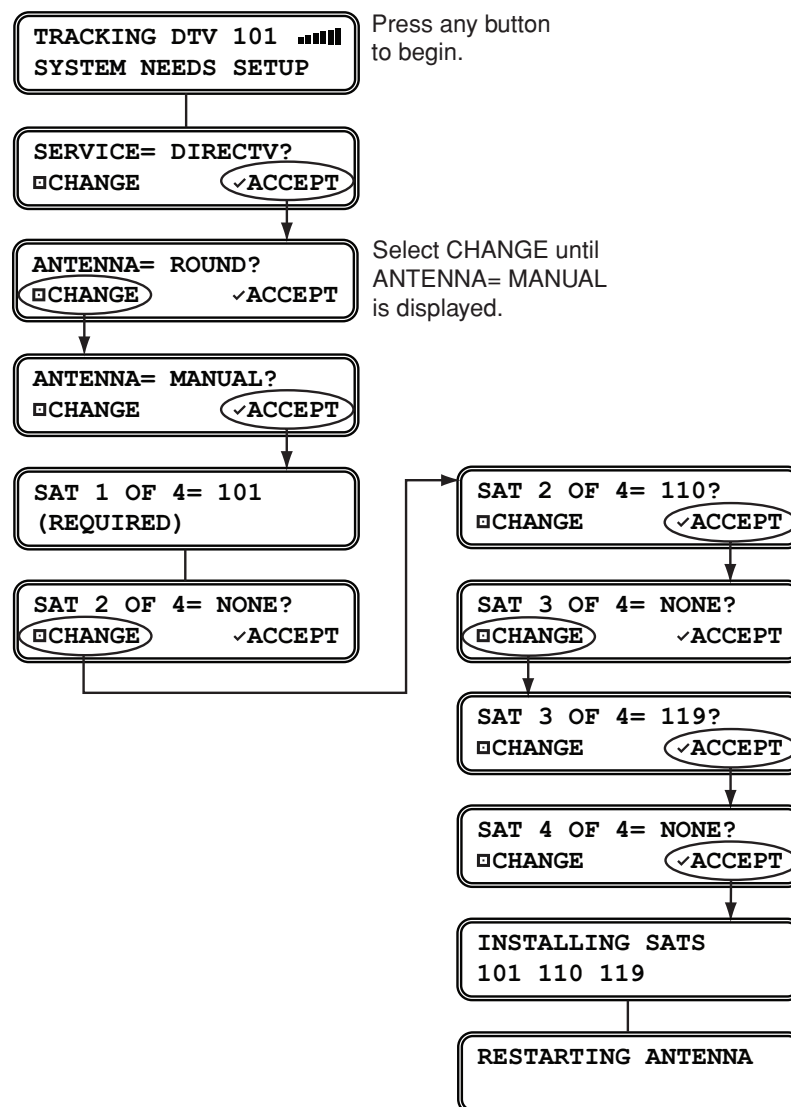 TRACKING DTV 101
SYSTEM NEEDS SETUP
Press any button
to begin.
SERVICE= DIRECTV?
CHANGE ✓ACCEPT
ANTENNA= ROUND?
CHANGE ✓ACCEPT
Select CHANGE until
ANTENNA= MANUAL
is displayed.
ANTENNA= MANUAL?
CHANGE ✓ACCEPT
SAT 1 OF 4= 101
(REQUIRED)
SAT 2 OF 4= NONE?
CHANGE ✓ACCEPT
SAT 2 OF 4= 110?
CHANGE ✓ACCEPT
SAT 3 OF 4= NONE?
CHANGE ✓ACCEPT
SAT 3 OF 4= 119?
CHANGE ✓ACCEPT
SAT 4 OF 4= NONE?
CHANGE ✓ACCEPT
INSTALLING SATS
101 110 119
RESTARTING ANTENNA